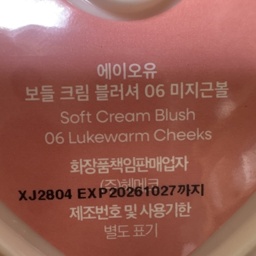 에이오유
보들 크림 블러셔 06 미지근볼
Soft Cream Blush
06 Lukewarm Cheeks
화장품책임판매업자
XJ2804 EXP20261027까지
제조번호 및 사용기한
별도 표기